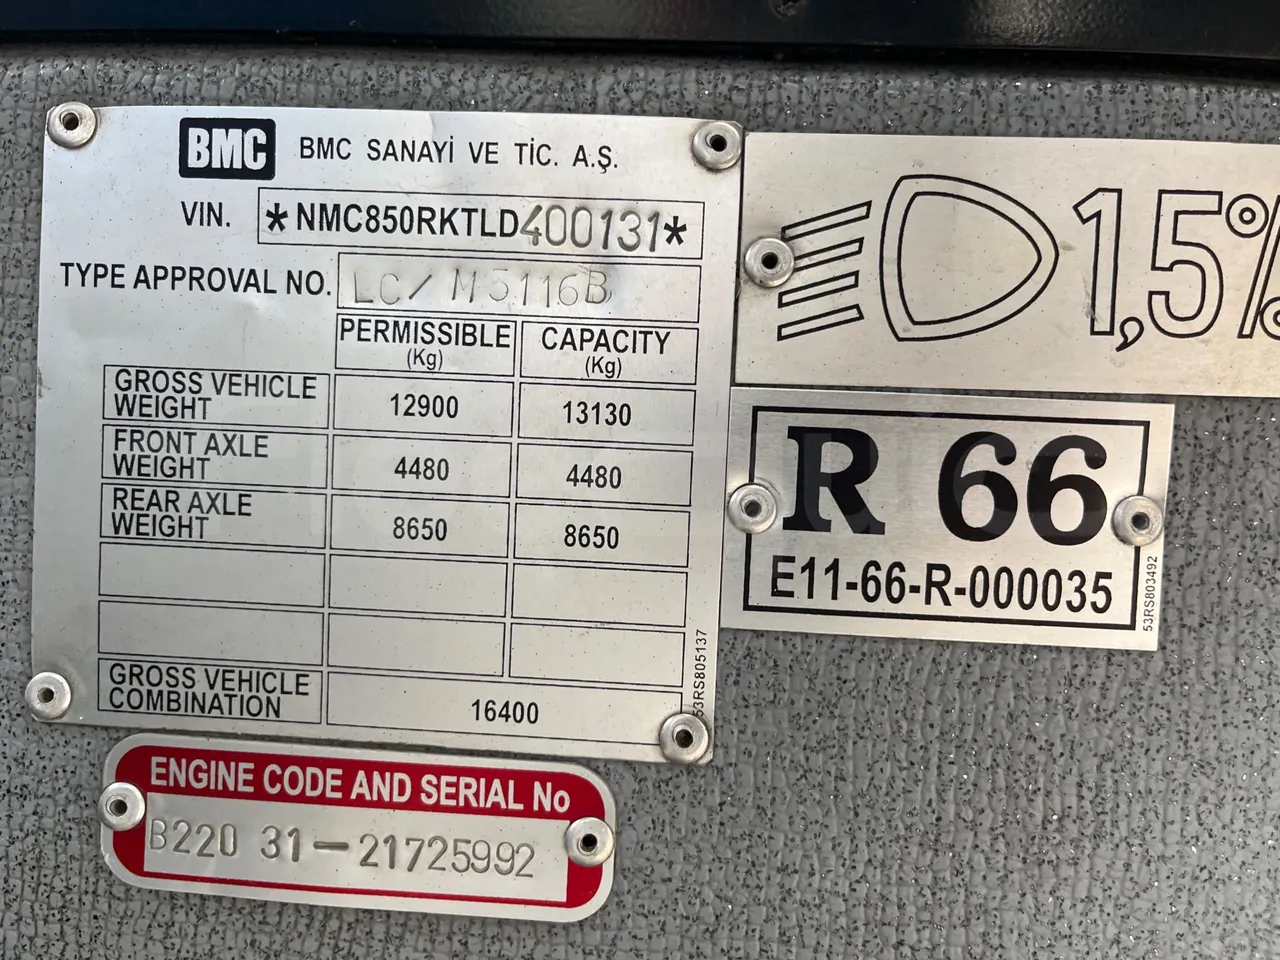 BMC BMC SANAYİ VE TİC. A.Ş.
VIN. *NMC850RKTLD400131*
TYPE APPROVAL NO. LC/M5116B
PERMISSIBLE (Kg) CAPACITY (Kg)
GROSS VEHICLE WEIGHT 12900 13130
FRONT AXLE WEIGHT 4480 4480
REAR AXLE WEIGHT 8650 8650
GROSS VEHICLE COMBINATION 16400
53RS805137
ENGINE CODE AND SERIAL No
B220 31-21725992
1,5%
R 66
E11-66-R-000035
53RS803492